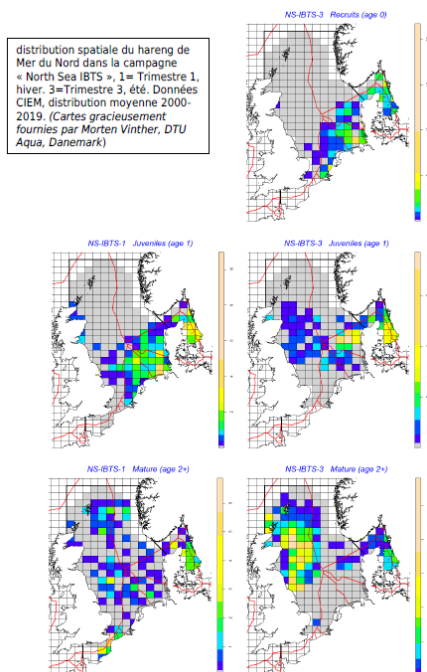 NS-IBTS-3 Recruits (age 0)
distribution spatiale du hareng de
Mer du Nord dans la campagne
« North Sea IBTS », 1= Trimestre 1,
hiver. 3=Trimestre 3, été. Données
CIEM, distribution moyenne 2000-
2019. (Cartes gracieusement
fournies par Morten Vinther, DTU
Aqua, Danemark)
NS-IBTS-1 Juveniles (age 1)
NS-IBTS-3 Juveniles (age 1)
NS-IBTS-1 Mature (age 2+)
NS-IBTS-3 Mature (age 2+)